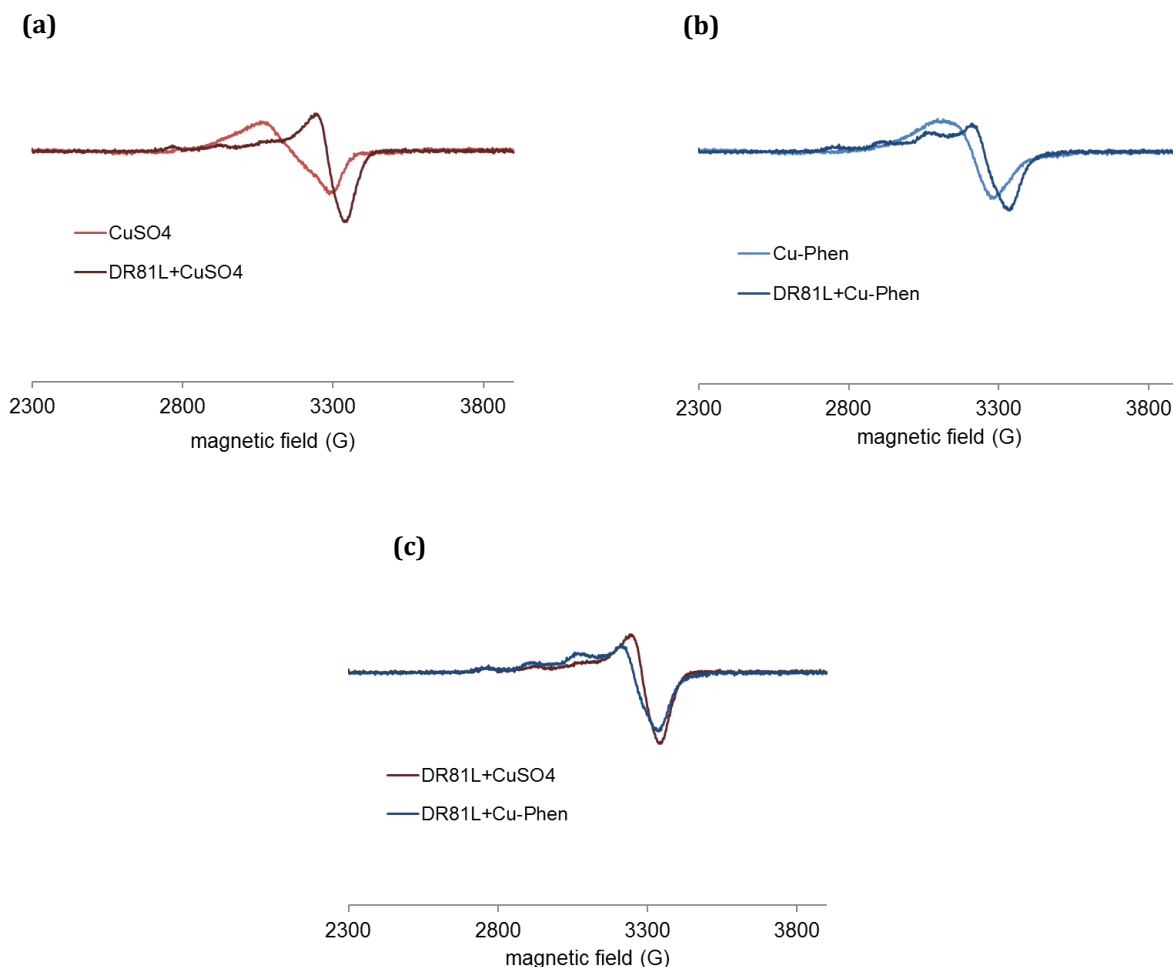 (a)
CuSO4
DR81L+CuSO4
2300 2800 3300 3800
magnetic field (G)
(b)
Cu-Phen
DR81L+Cu-Phen
2300 2800 3300 3800
magnetic field (G)
(c)
DR81L+CuSO4
DR81L+Cu-Phen
2300 2800 3300 3800
magnetic field (G)